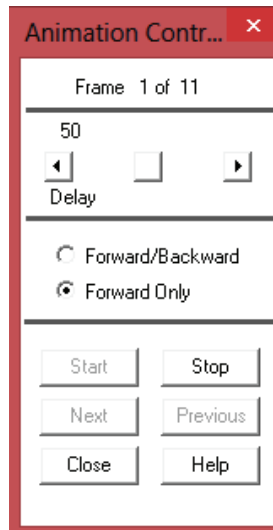 Animation Contr... ×
Frame 1 of 11
50
Delay
Forward/Backward
Forward Only
Start Stop
Next Previous
Close Help